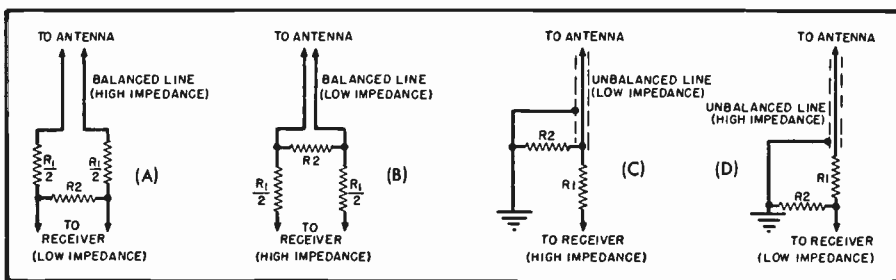 TO ANTENNA
BALANCED LINE
(HIGH IMPEDANCE)
R1/2
R1/2
R2
(A)
TO
RECEIVER
(LOW IMPEDANCE)
TO ANTENNA
BALANCED LINE
(LOW IMPEDANCE)
R2
(B)
R1/2
R1/2
TO
RECEIVER
(HIGH IMPEDANCE)
TO ANTENNA
UNBALANCED LINE
(LOW IMPEDANCE)
R2
(C)
R1
TO RECEIVER
(HIGH IMPEDANCE)
TO ANTENNA
UNBALANCED LINE
(HIGH IMPEDANCE)
(D)
R1
R2
TO RECEIVER
(LOW IMPEDANCE)